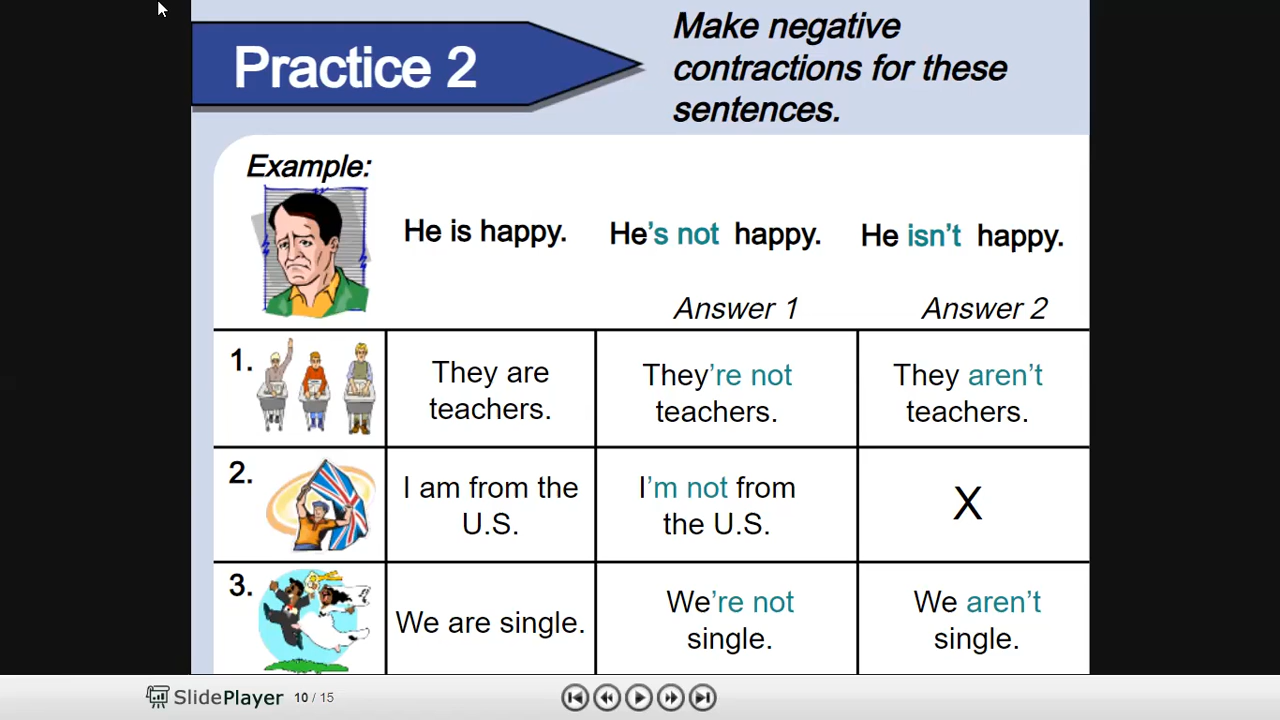 Practice 2
Make negative
contractions for these
sentences.
Example:
He is happy.
He's not happy.
He isn't happy.
Answer 1
Answer 2
1.
They are
teachers.
They're not
teachers.
They aren't
teachers.
2.
I am from the
U.S.
I'm not from
the U.S.
X
3.
We are single.
We're not
single.
We aren't
single.
SlidePlayer
10 / 15